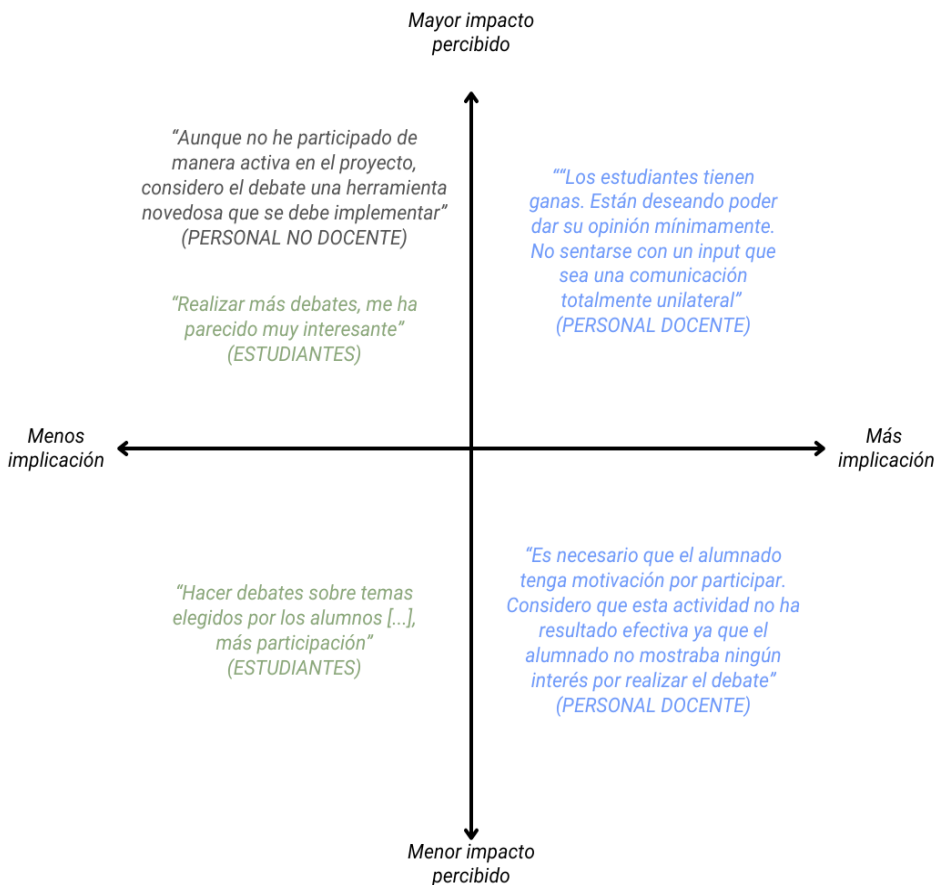 Mayor impacto
percibido
“Aunque no he participado de
manera activa en el proyecto,
considero el debate una herramienta
novedosa que se debe implementar”
(PERSONAL NO DOCENTE)
““Los estudiantes tienen
ganas. Están deseando poder
dar su opinión mínimamente.
No sentarse con un input que
sea una comunicación
totalmente unilateral”
(PERSONAL DOCENTE)
“Realizar más debates, me ha
parecido muy interesante”
(ESTUDIANTES)
Menos
implicación
Más
implicación
“Hacer debates sobre temas
elegidos por los alumnos [...],
más participación”
(ESTUDIANTES)
“Es necesario que el alumnado
tenga motivación por participar.
Considero que esta actividad no ha
resultado efectiva ya que el
alumnado no mostraba ningún
interés por realizar el debate”
(PERSONAL DOCENTE)
Menor impacto
percibido